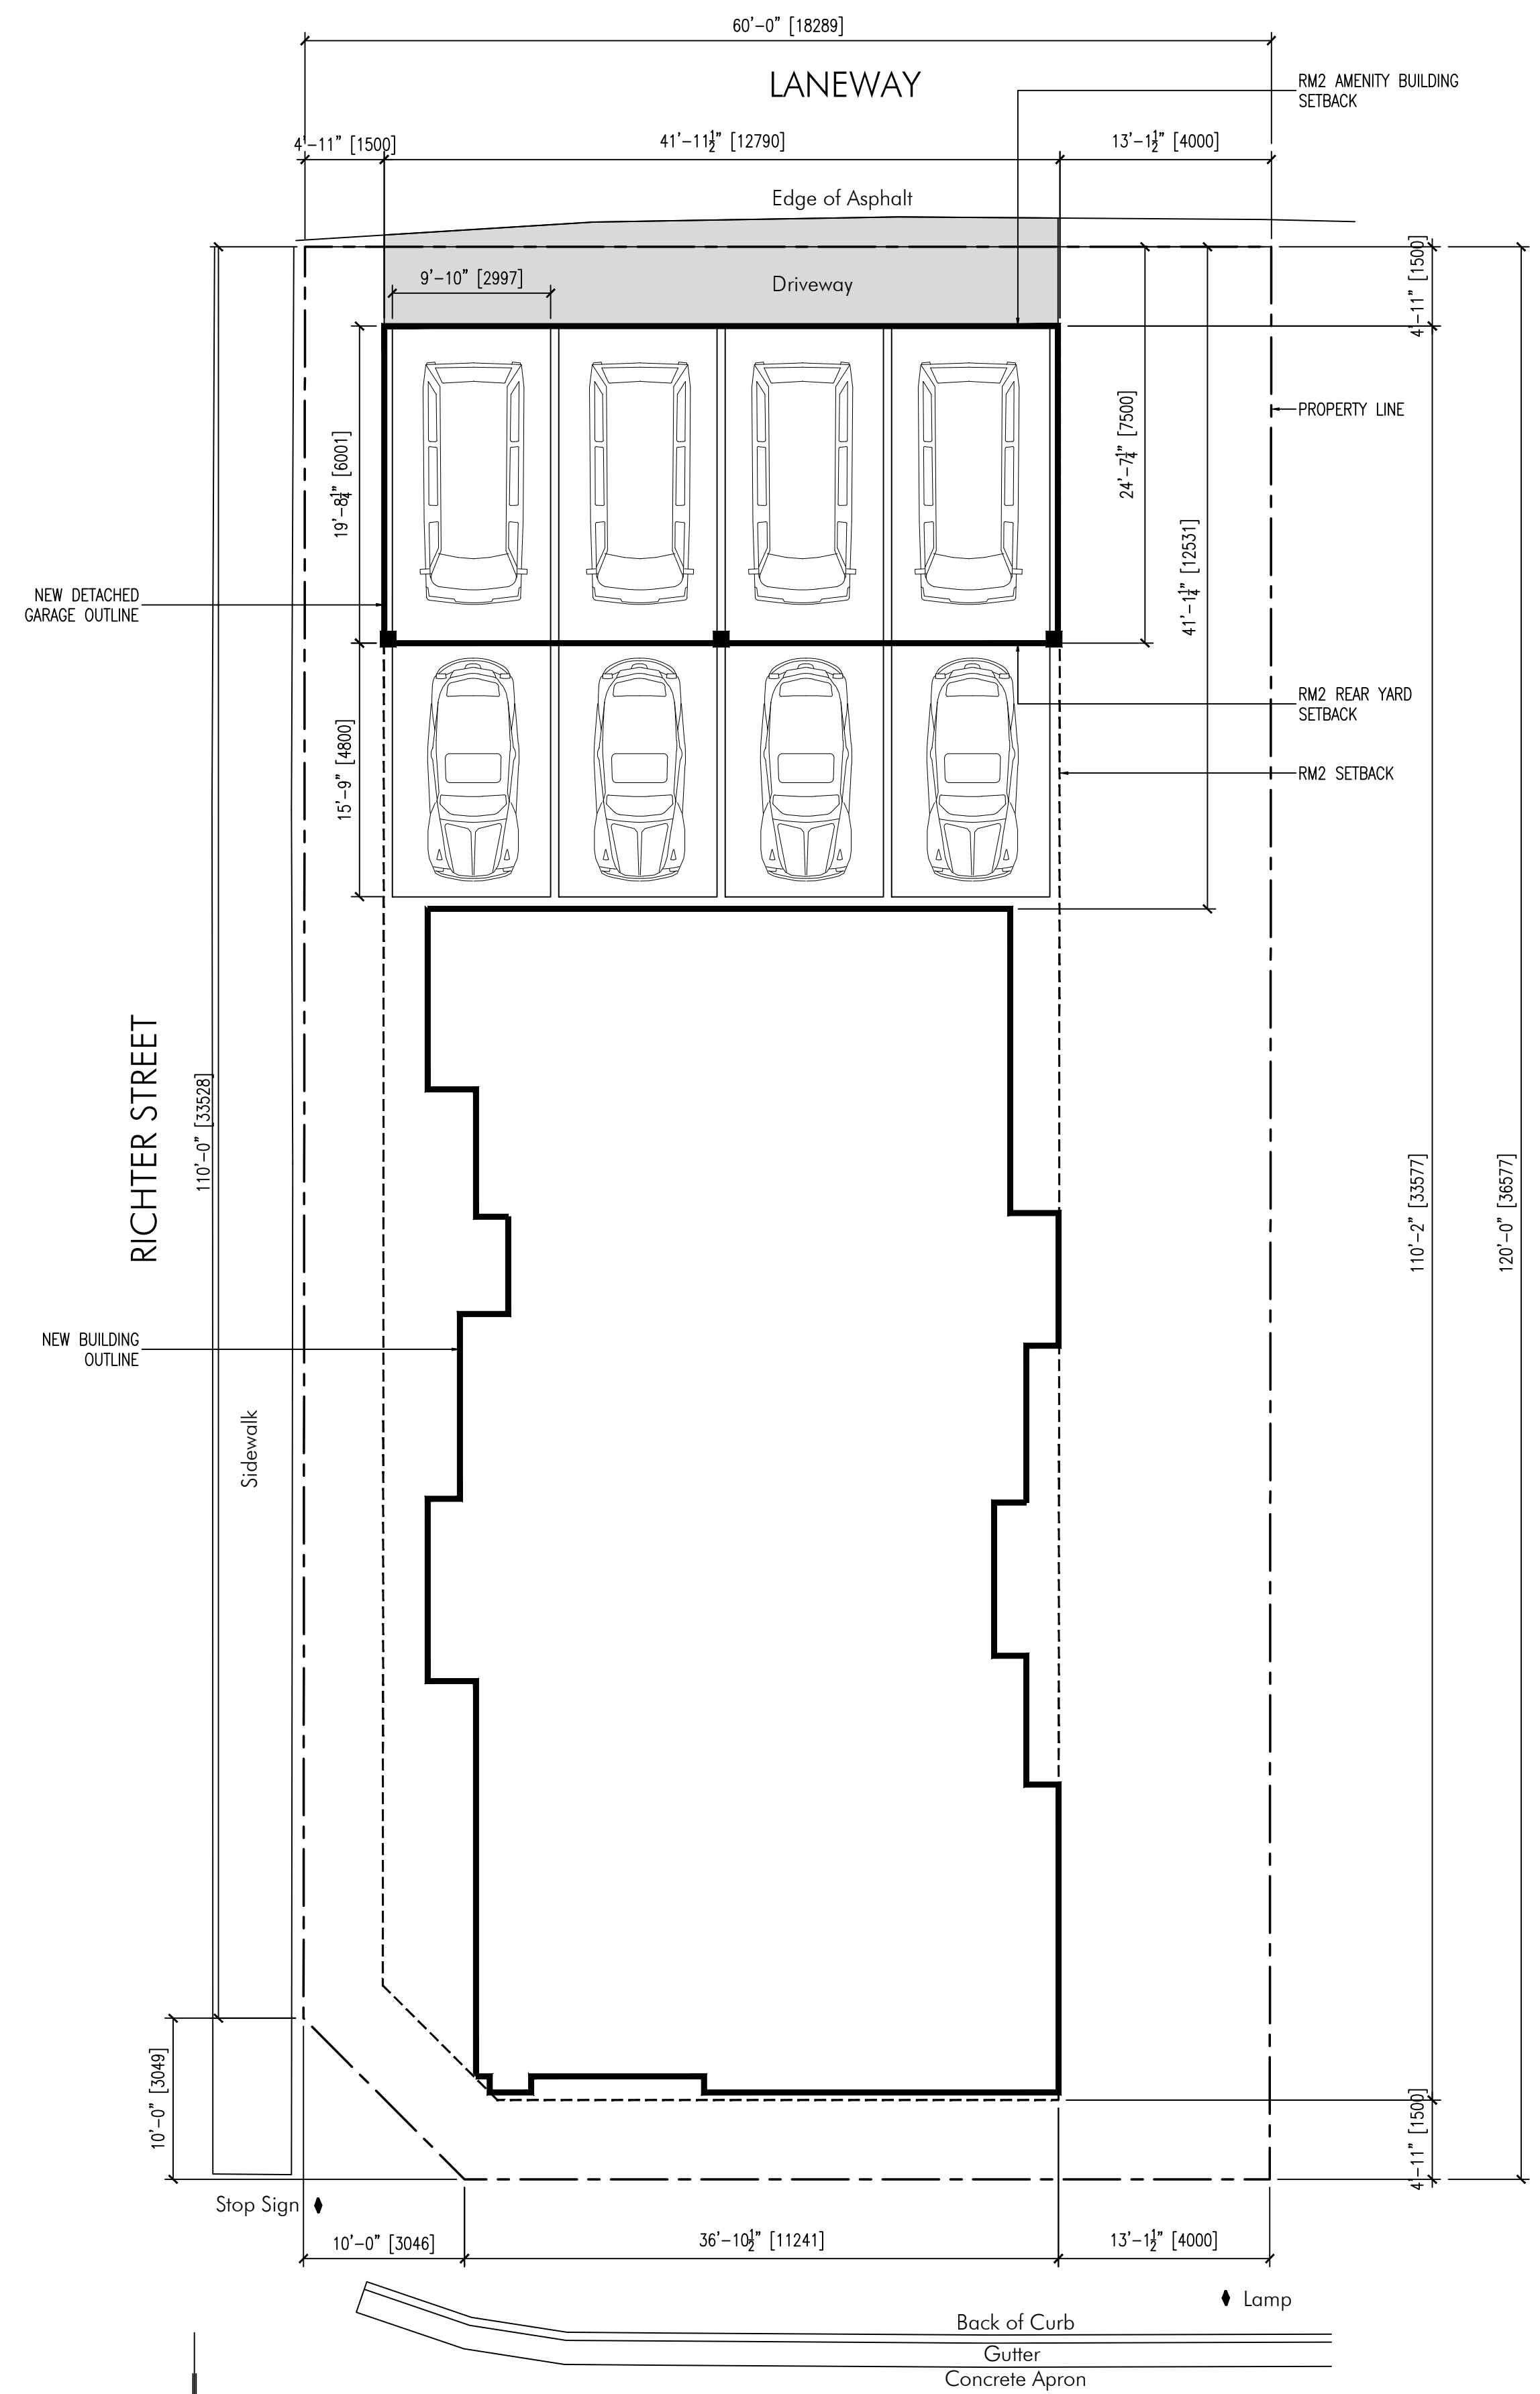 60'-0" [18289]
LANEWAY
RM2 AMENITY BUILDING
SETBACK
4'-11" [1500]
41'-11½" [12790]
13'-1½" [4000]
Edge of Asphalt
Driveway
9'-10" [2997]
4'-11" [1500]
PROPERTY LINE
24'-7¼" [7500]
19'-8¼" [6001]
41'-1¼" [12531]
NEW DETACHED
GARAGE OUTLINE
RM2 REAR YARD
SETBACK
RM2 SETBACK
15'-9" [4800]
RICHTER STREET
110'-0" [33528]
110'-2" [33577]
120'-0" [36577]
NEW BUILDING
OUTLINE
Sidewalk
10'-0" [3049]
4'-11" [1500]
Stop Sign
10'-0" [3046]
36'-10½" [11241]
13'-1½" [4000]
Lamp
Back of Curb
Gutter
Concrete Apron